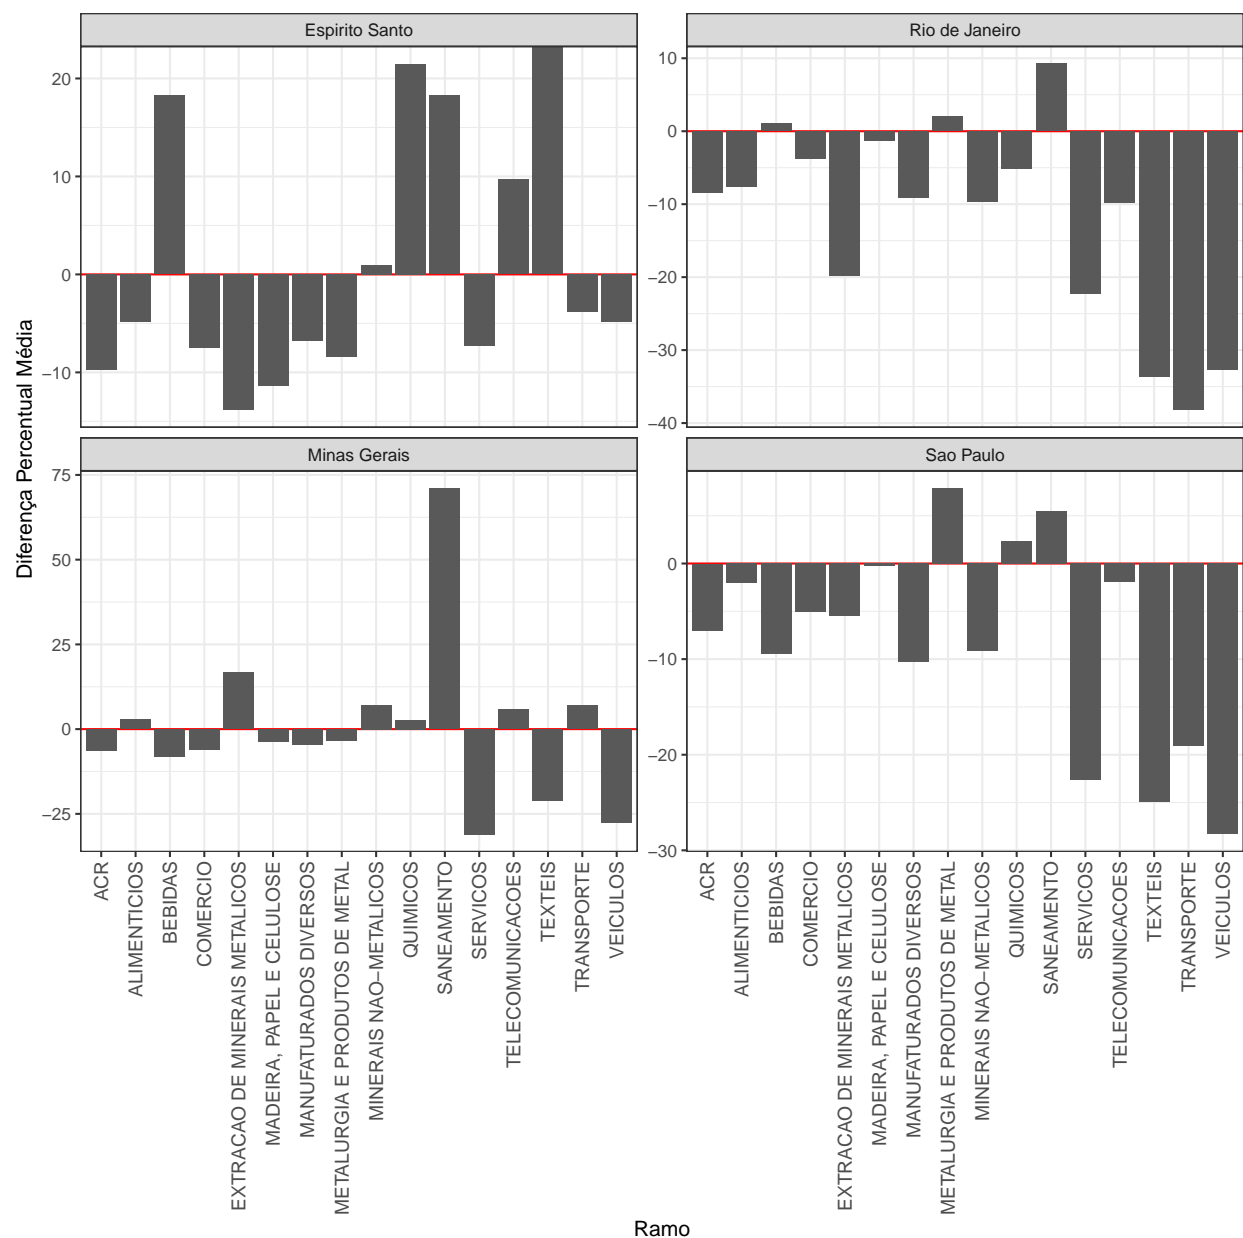 Espirito Santo
Rio de Janeiro
20
10
0
−10
10
0
−10
−20
−30
−40
Diferença Percentual Média
Minas Gerais
Sao Paulo
75
50
25
0
−25
0
−10
−20
−30
ACR
ALIMENTICIOS
BEBIDAS
COMERCIO
EXTRACAO DE MINERAIS METALICOS
MADEIRA, PAPEL E CELULOSE
MANUFATURADOS DIVERSOS
METALURGIA E PRODUTOS DE METAL
MINERAIS NAO−METALICOS
QUIMICOS
SANEAMENTO
SERVICOS
TELECOMUNICACOES
TEXTEIS
TRANSPORTE
VEICULOS
ACR
ALIMENTICIOS
BEBIDAS
COMERCIO
EXTRACAO DE MINERAIS METALICOS
MADEIRA, PAPEL E CELULOSE
MANUFATURADOS DIVERSOS
METALURGIA E PRODUTOS DE METAL
MINERAIS NAO−METALICOS
QUIMICOS
SANEAMENTO
SERVICOS
TELECOMUNICACOES
TEXTEIS
TRANSPORTE
VEICULOS
Ramo